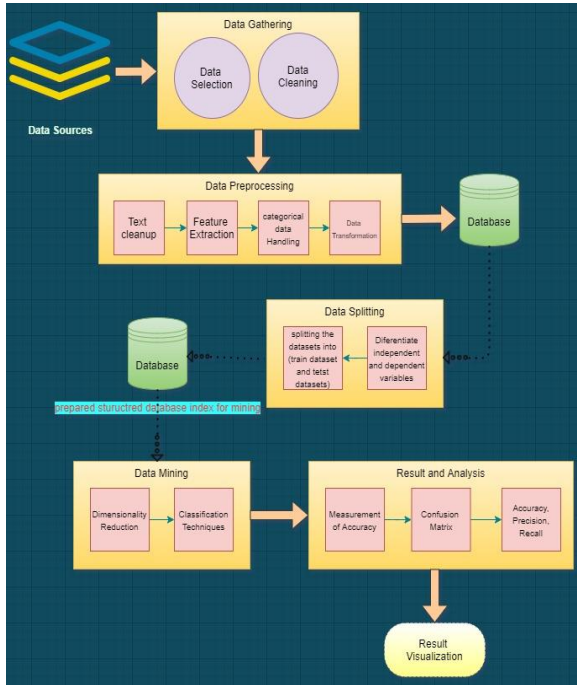 Data Gathering
Data
Selection
Data
Cleaning
Data Sources
Data Preprocessing
Text
cleanup
Feature
Extraction
categorical
data
Handling
Data
Transformation
Database
Data Splitting
splitting the
datasets into
(train dataset
and tetst
datasets)
Diferentiate
independent
and dependent
variables
Database
prepared sturuct​red database index for mining
Data Mining
Dimensionality
Reduction
Classification
Techniques
Result and Analysis
Measurement
of Accuracy
Confusion
Matrix
Accuracy,
Precision,
Recall
Result
Visualization